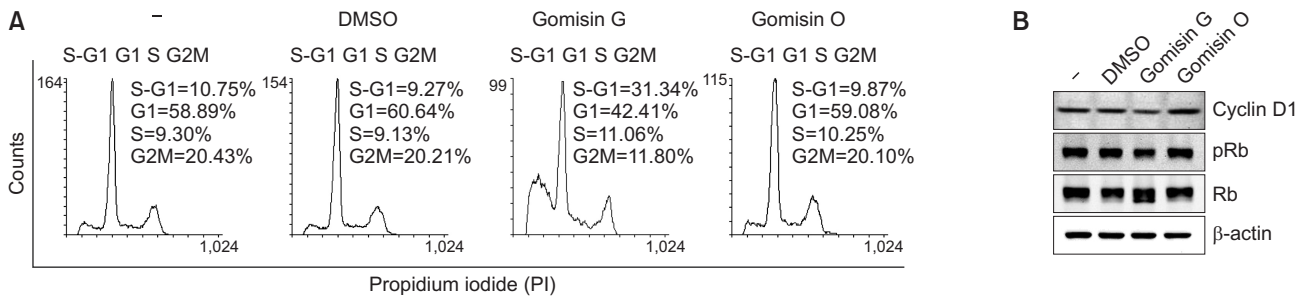 A
–
DMSO
Gomisin G
Gomisin O
S-G1 G1 S G2M
S-G1 G1 S G2M
S-G1 G1 S G2M
S-G1 G1 S G2M
164
S-G1=10.75%
G1=58.89%
S=9.30%
G2M=20.43%
1,024
154
S-G1=9.27%
G1=60.64%
S=9.13%
G2M=20.21%
1,024
99
S-G1=31.34%
G1=42.41%
S=11.06%
G2M=11.80%
1,024
115
S-G1=9.87%
G1=59.08%
S=10.25%
G2M=20.10%
1,024
Counts
Propidium iodide (PI)
B
–
DMSO
Gomisin G
Gomisin O
Cyclin D1
pRb
Rb
β-actin